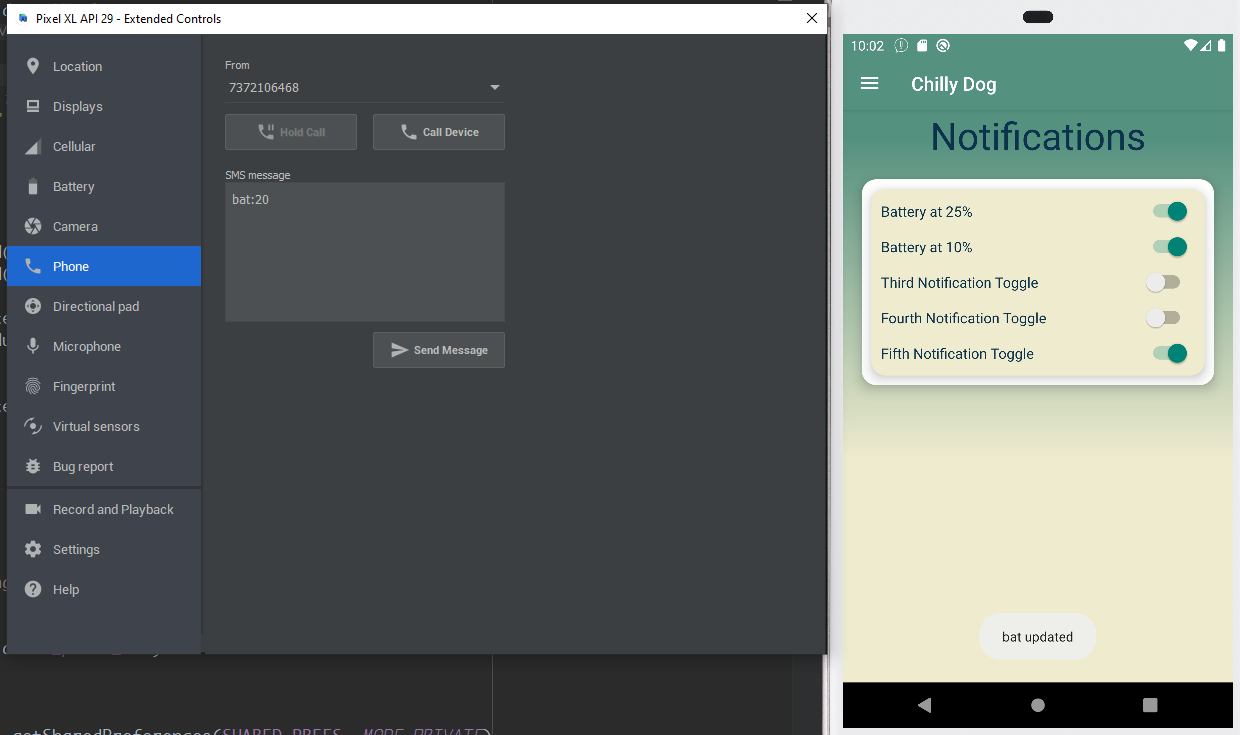 Pixel XL API 29 - Extended Controls
Location
Displays
Cellular
Battery
Camera
Phone
Directional pad
Microphone
Fingerprint
Virtual sensors
Bug report
Record and Playback
Settings
Help
From
7372106468
Hold Call
Call Device
SMS message
bat:20
Send Message
getSharedPreferences(SHARED_PREFS, MODE_PRIVATE)
10:02
Chilly Dog
Notifications
Battery at 25%
Battery at 10%
Third Notification Toggle
Fourth Notification Toggle
Fifth Notification Toggle
bat updated